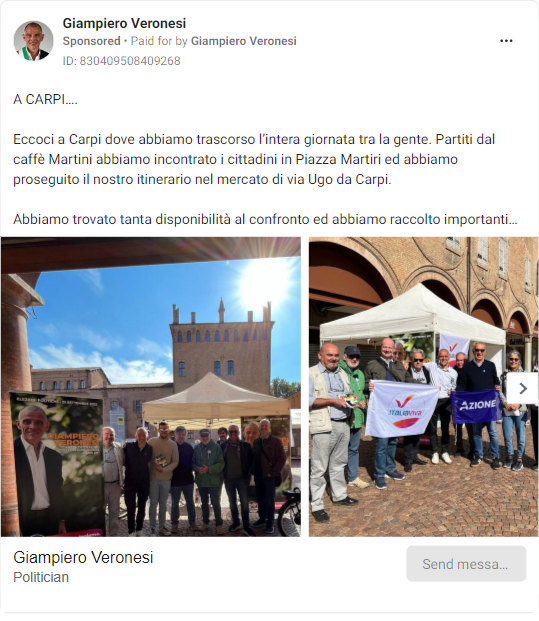 Giampiero Veronesi
Sponsored • Paid for by Giampiero Veronesi
ID: 830409508409268
A CARPI....
Eccoci a Carpi dove abbiamo trascorso l'intera giornata tra la gente. Partiti dal
caffè Martini abbiamo incontrato i cittadini in Piazza Martiri ed abbiamo
proseguito il nostro itinerario nel mercato di via Ugo da Carpi.
Abbiamo trovato tanta disponibilità al confronto ed abbiamo raccolto importanti...
GIAMPIERO
VERONESI
ITALIA VIVA
AZIONE
Giampiero Veronesi
Politician
Send messa...